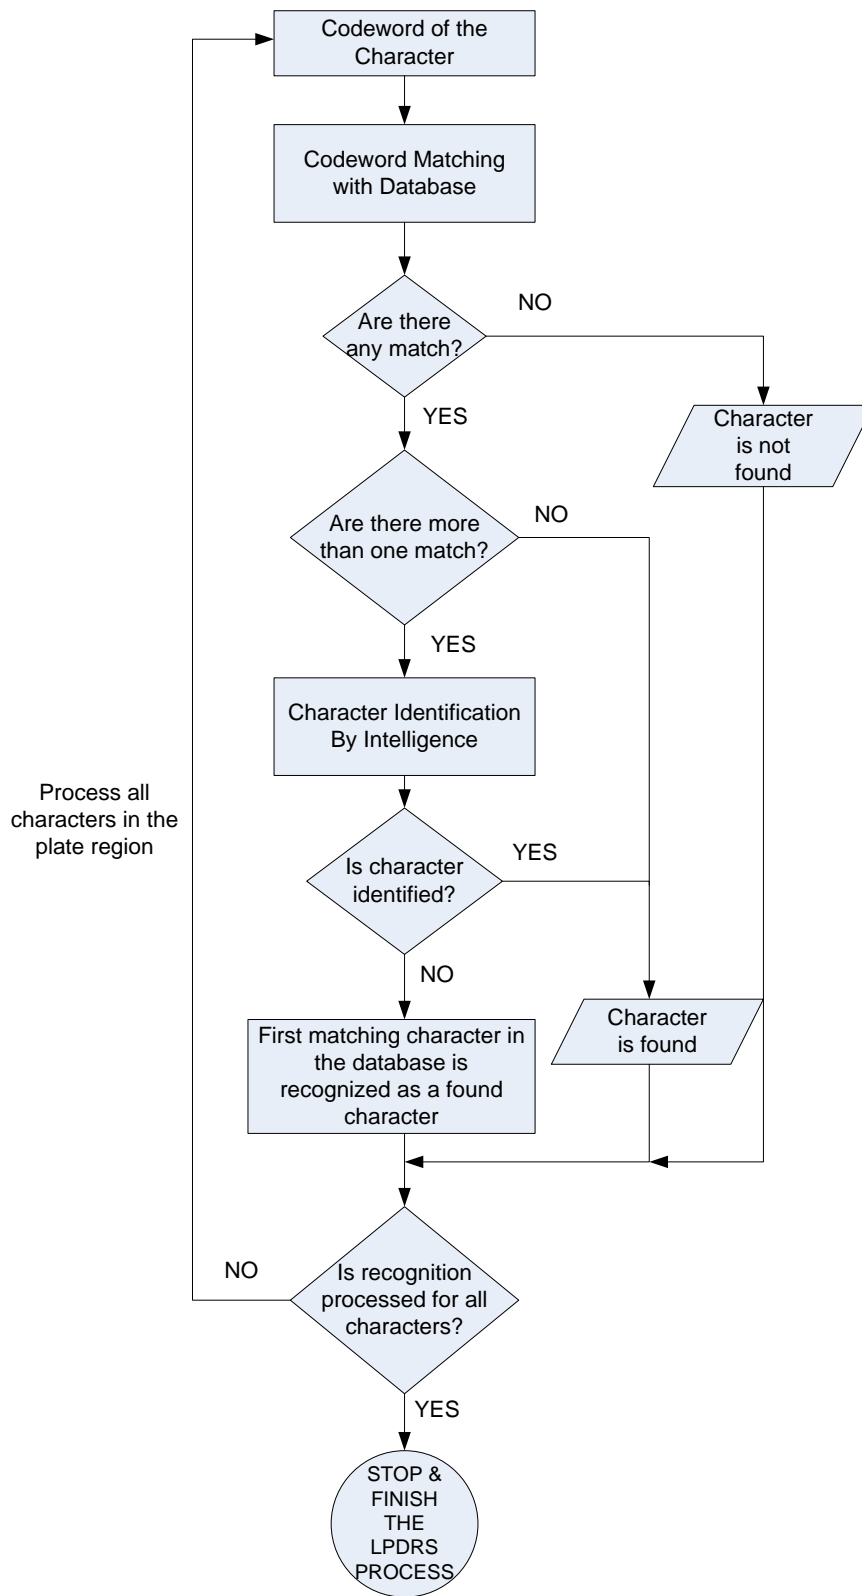 Codeword of the
Character
Codeword Matching
with Database
Are there
any match?
NO
YES
Character
is not
found
Are there more
than one match?
NO
YES
Character Identification
By Intelligence
Process all
characters in the
plate region
Is character
identified?
YES
NO
First matching character in
the database is
recognized as a found
character
Character
is found
Is recognition
processed for all
characters?
NO
YES
STOP &
FINISH
THE
LPDRS
PROCESS